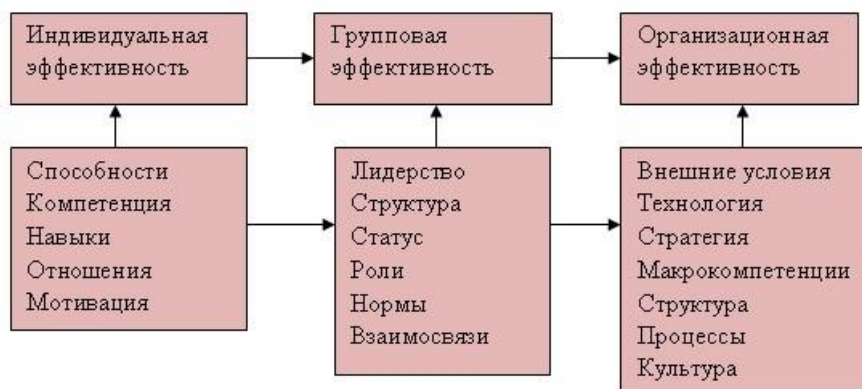 Индивидуальная
эффективность
Групповая
эффективность
Организационная
эффективность
Способности
Компетенция
Навыки
Отношения
Мотивация
Лидерство
Структура
Статус
Роли
Нормы
Взаимосвязи
Внешние условия
Технология
Стратегия
Макрокомпетенции
Структура
Процессы
Культура